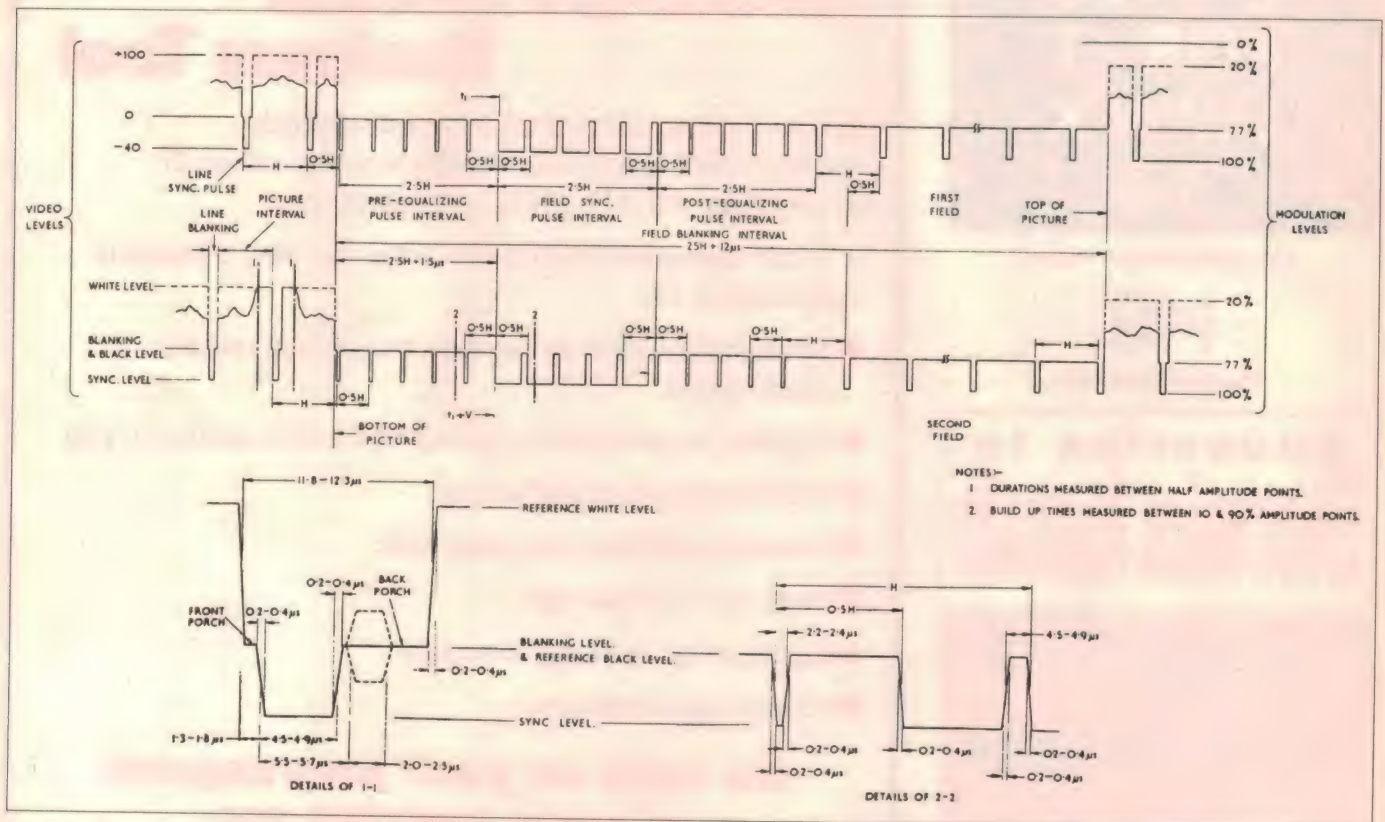 +100
0
-40
VIDEO
LEVELS
0%
20%
77%
100%
MODULATION
LEVELS
t₁
H
0·5H
0·5H
0·5H
0·5H
0·5H
H
0·5H
LINE
SYNC. PULSE
2·5H
2·5H
2·5H
PRE-EQUALIZING
PULSE INTERVAL
FIELD SYNC.
PULSE INTERVAL
POST-EQUALIZING
PULSE INTERVAL
FIRST
FIELD
TOP OF
PICTURE
PICTURE
INTERVAL
LINE
BLANKING
FIELD BLANKING INTERVAL
25H + 12µs
2·5H + 1·5µs
1
1
WHITE LEVEL
BLANKING
& BLACK LEVEL
SYNC. LEVEL
2
0·5H
0·5H
2
0·5H
0·5H
0·5H
H
H
20%
77%
100%
H
0·5H
t₁+V
BOTTOM OF
PICTURE
SECOND
FIELD
NOTES:-
1 DURATIONS MEASURED BETWEEN HALF AMPLITUDE POINTS.
2. BUILD UP TIMES MEASURED BETWEEN 10 & 90% AMPLITUDE POINTS.
11·8-12·3µs
REFERENCE WHITE LEVEL
0·2-0·4µs
BACK
PORCH
FRONT
PORCH
0·2-0·4µs
BLANKING LEVEL.
& REFERENCE BLACK LEVEL.
0·2-0·4µs
SYNC LEVEL.
1·3-1·8µs
4·5-4·9µs
5·5-5·7µs
2·0-2·5µs
DETAILS OF 1-1
H
0·5H
2·2-2·4µs
4·5-4·9µs
0·2-0·4µs
0·2-0·4µs
0·2-0·4µs
0·2-0·4µs
0·2-0·4µs
DETAILS OF 2-2